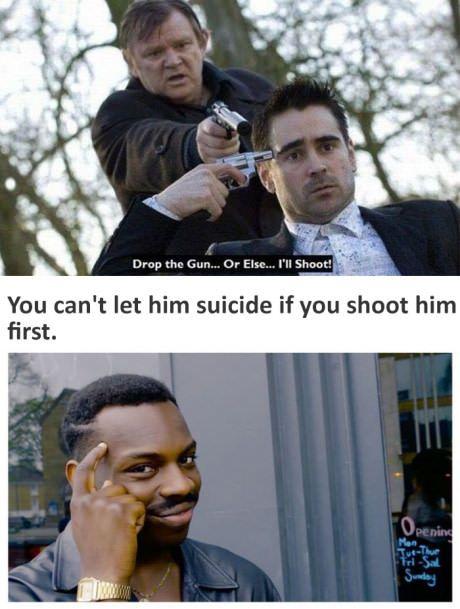 Drop the Gun... Or Else... I'll Shoot!
You can't let him suicide if you shoot him
first.
Opening
Mon
Tue-Thur
Fri-Sat
Sunday